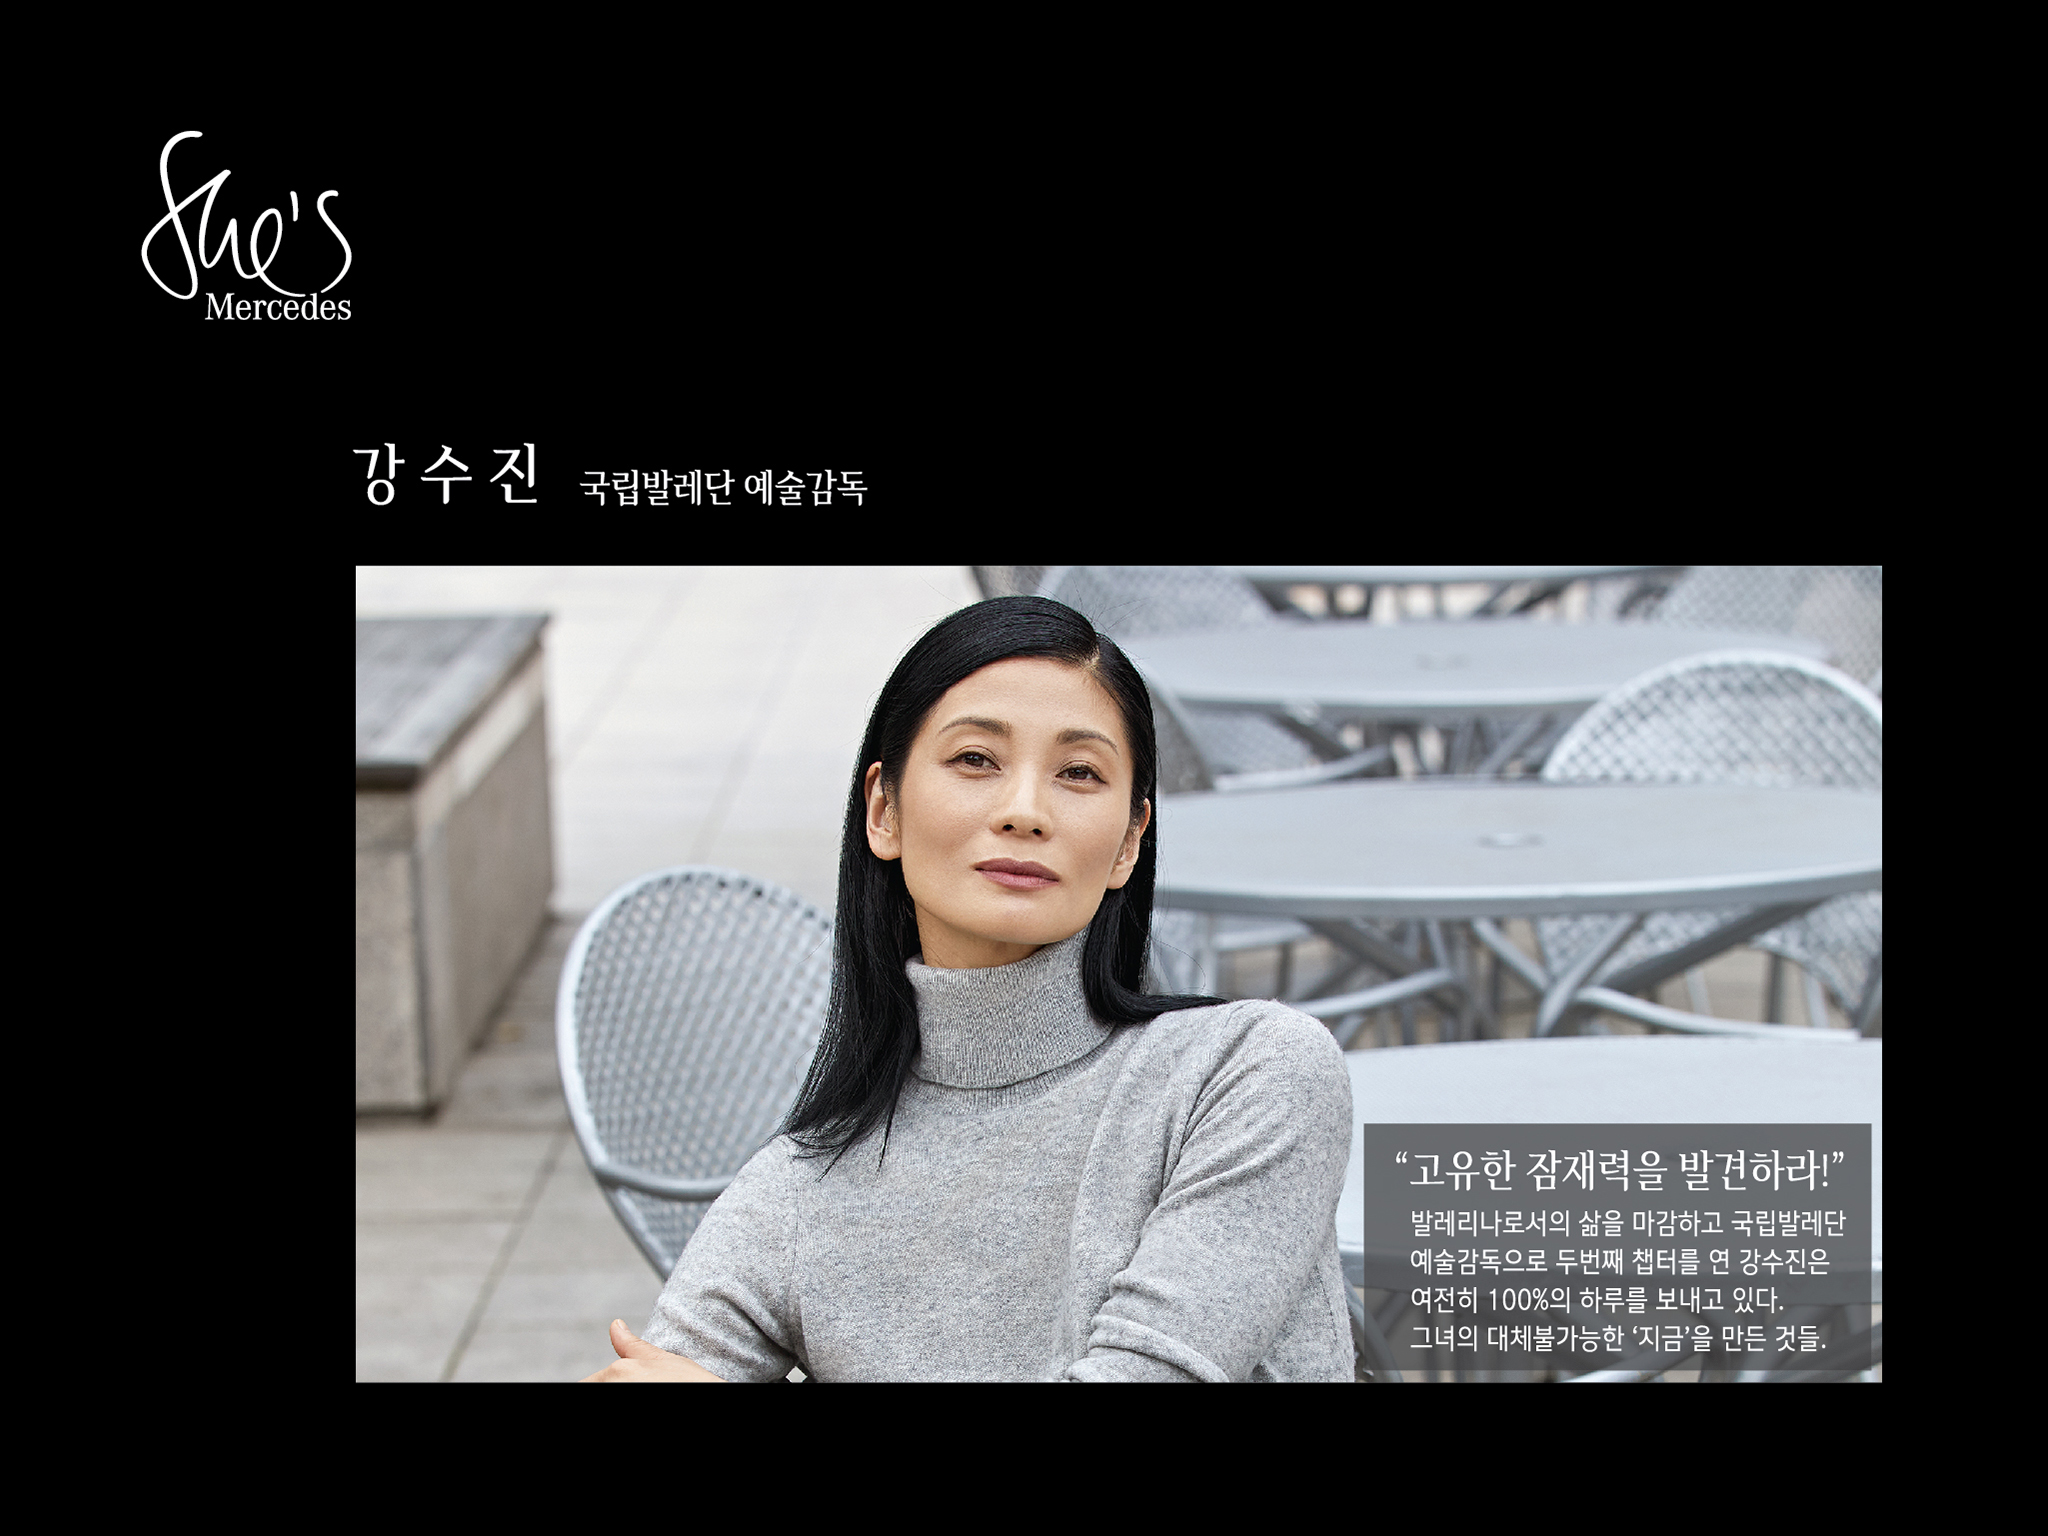 She's
Mercedes
강수진 국립발레단 예술감독
“고유한 잠재력을 발견하라!”
발레리나로서의 삶을 마감하고 국립발레단
예술감독으로 두번째 챕터를 연 강수진은
여전히 100%의 하루를 보내고 있다.
그녀의 대체불가능한 ‘지금’을 만든 것들.